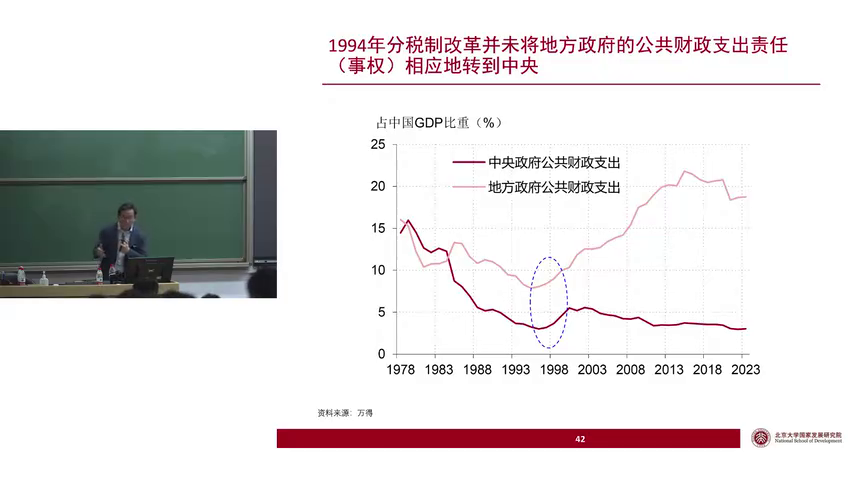 1994年分税制改革并未将地方政府的公共财政支出责任
（事权）相应地转到中央
占中国GDP比重（%）
25
20
15
10
5
0
中央政府公共财政支出
地方政府公共财政支出
1978 1983 1988 1993 1998 2003 2008 2013 2018 2023
资料来源：万得
42
北京大学国家发展研究院
National School of Development